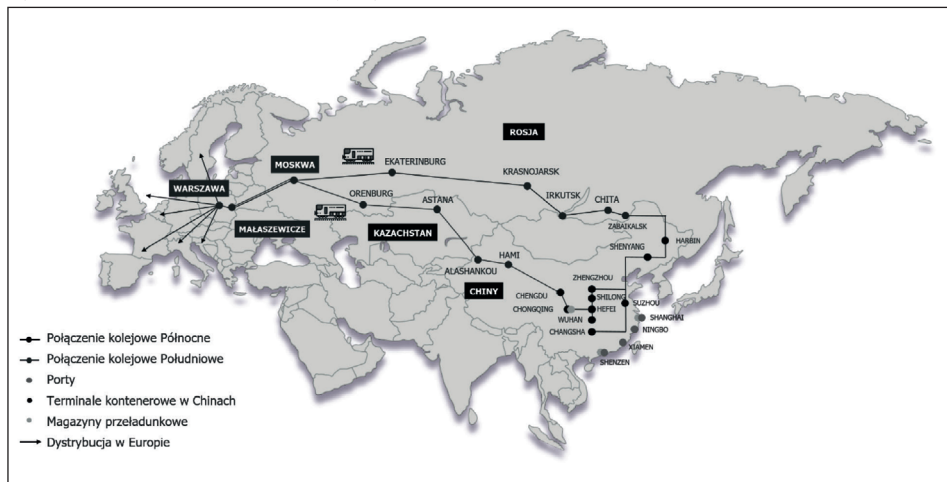 ROSJA
MOSKWA
EKATERINBURG
KRASNOJARSK
WARSZAWA
ORENBURG
IRKUTSK
CHITA
ASTANA
ZABAIKALSK
MAŁASZEWICZE
KAZACHSTAN
HARBIN
SHENYANG
HAMI
ALASHANKOU
ZHENGZHOU
CHINY
CHENGDU
SHILONG
SUZHOU
CHONGQING
HEFEI
WUHAN
SHANGHAI
CHANGSHA
NINGBO
XIAMEN
SHENZEN
Połączenie kolejowe Północne
Połączenie kolejowe Południowe
Porty
Terminale kontenerowe w Chinach
Magazyny przeładunkowe
Dystrybucja w Europie